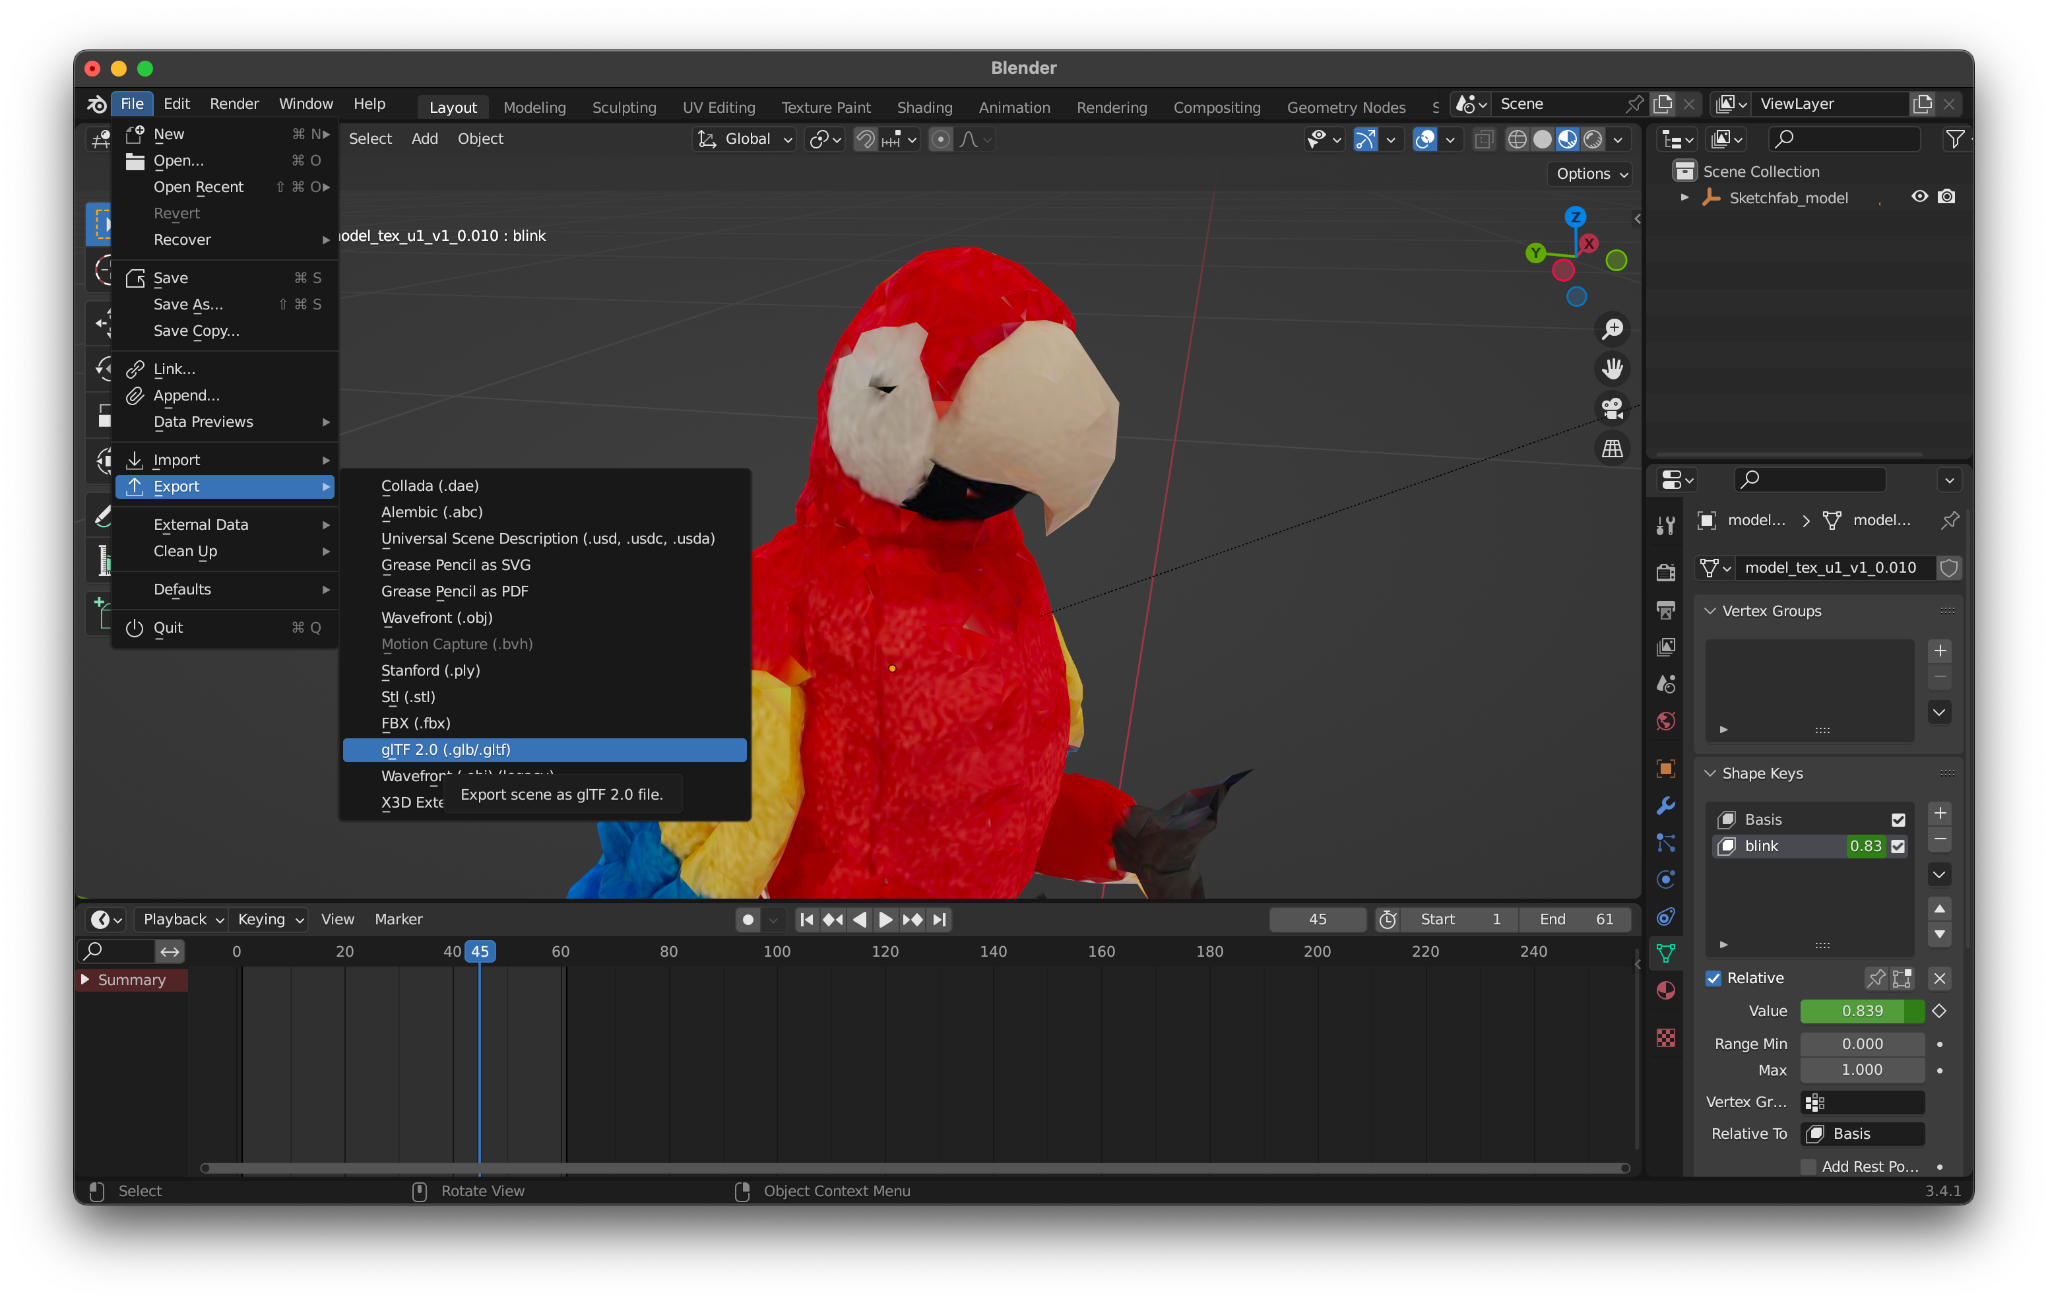 Blender
File Edit Render Window Help Layout Modeling Sculpting UV Editing Texture Paint Shading Animation Rendering Compositing Geometry Nodes Scene ViewLayer
Select Add Object Global
Options
odel_tex_u1_v1_0.010 : blink
New ⌘ N
Open... ⌘ O
Open Recent ⇧ ⌘ O
Revert
Recover
Save ⌘ S
Save As... ⇧ ⌘ S
Save Copy...
Link...
Append...
Data Previews
Import
Export
External Data
Clean Up
Defaults
Quit ⌘ Q
Collada (.dae)
Alembic (.abc)
Universal Scene Description (.usd, .usdc, .usda)
Grease Pencil as SVG
Grease Pencil as PDF
Wavefront (.obj)
Motion Capture (.bvh)
Stanford (.ply)
Stl (.stl)
FBX (.fbx)
glTF 2.0 (.glb/.gltf)
Wavefront (.obj) (legacy)
X3D Exte
Export scene as glTF 2.0 file.
Z
X
Y
Scene Collection
Sketchfab_model
model... model...
model_tex_u1_v1_0.010
Vertex Groups
Shape Keys
Basis
blink 0.83
Relative
Value 0.839
Range Min 0.000
Max 1.000
Vertex Gr...
Relative To Basis
Add Rest Po...
Playback Keying View Marker 45 Start 1 End 61
0 20 40 45 60 80 100 120 140 160 180 200 220 240
Summary
Select Rotate View Object Context Menu 3.4.1